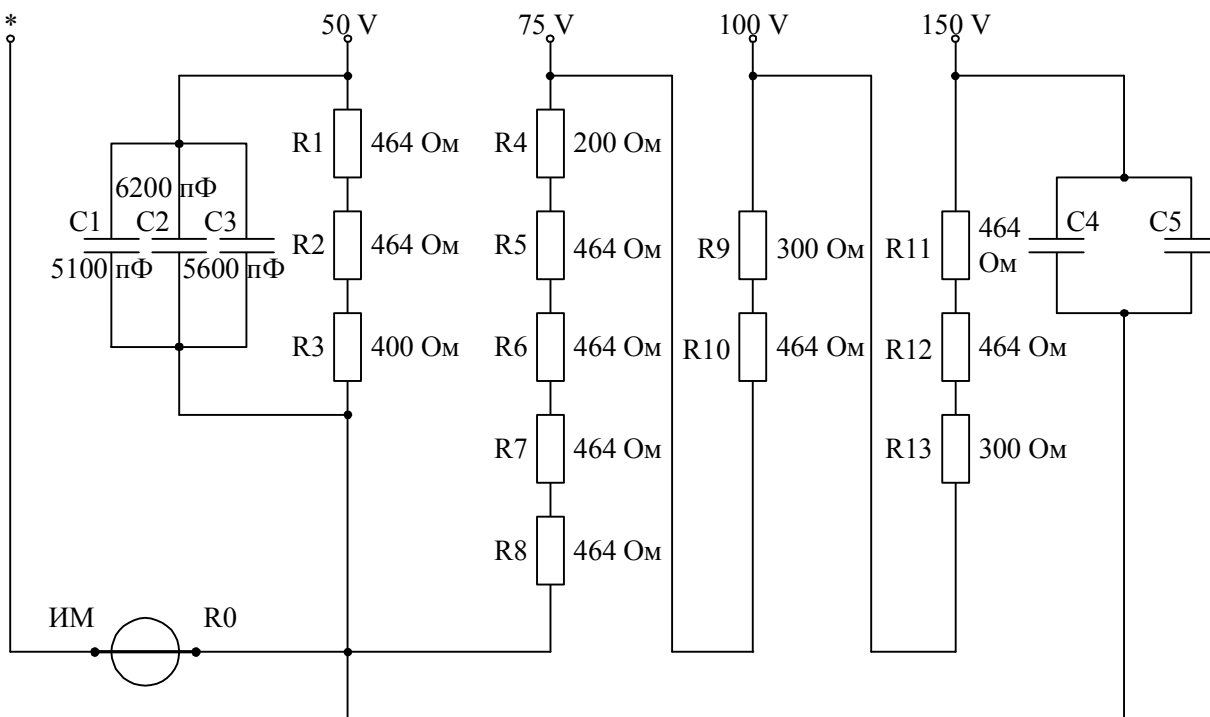 * 50 V 75 V 100 V 150 V
R1 464 Ом R4 200 Ом
6200 пФ
C1 C2 C3 R2 464 Ом R5 464 Ом R9 300 Ом R11 464 Ом C4 C5
5100 пФ 5600 пФ
R3 400 Ом R6 464 Ом R10 464 Ом R12 464 Ом
R7 464 Ом R13 300 Ом
R8 464 Ом
ИМ R0